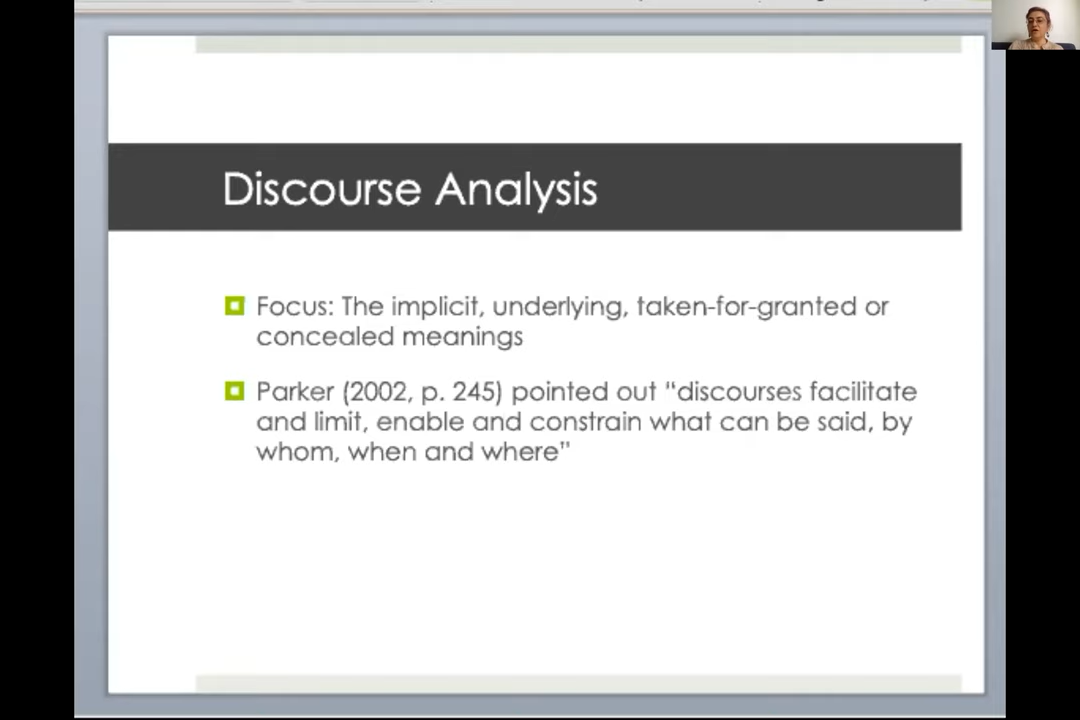 Discourse Analysis
Focus: The implicit, underlying, taken-for-granted or
concealed meanings
Parker (2002, p. 245) pointed out “discourses facilitate
and limit, enable and constrain what can be said, by
whom, when and where”